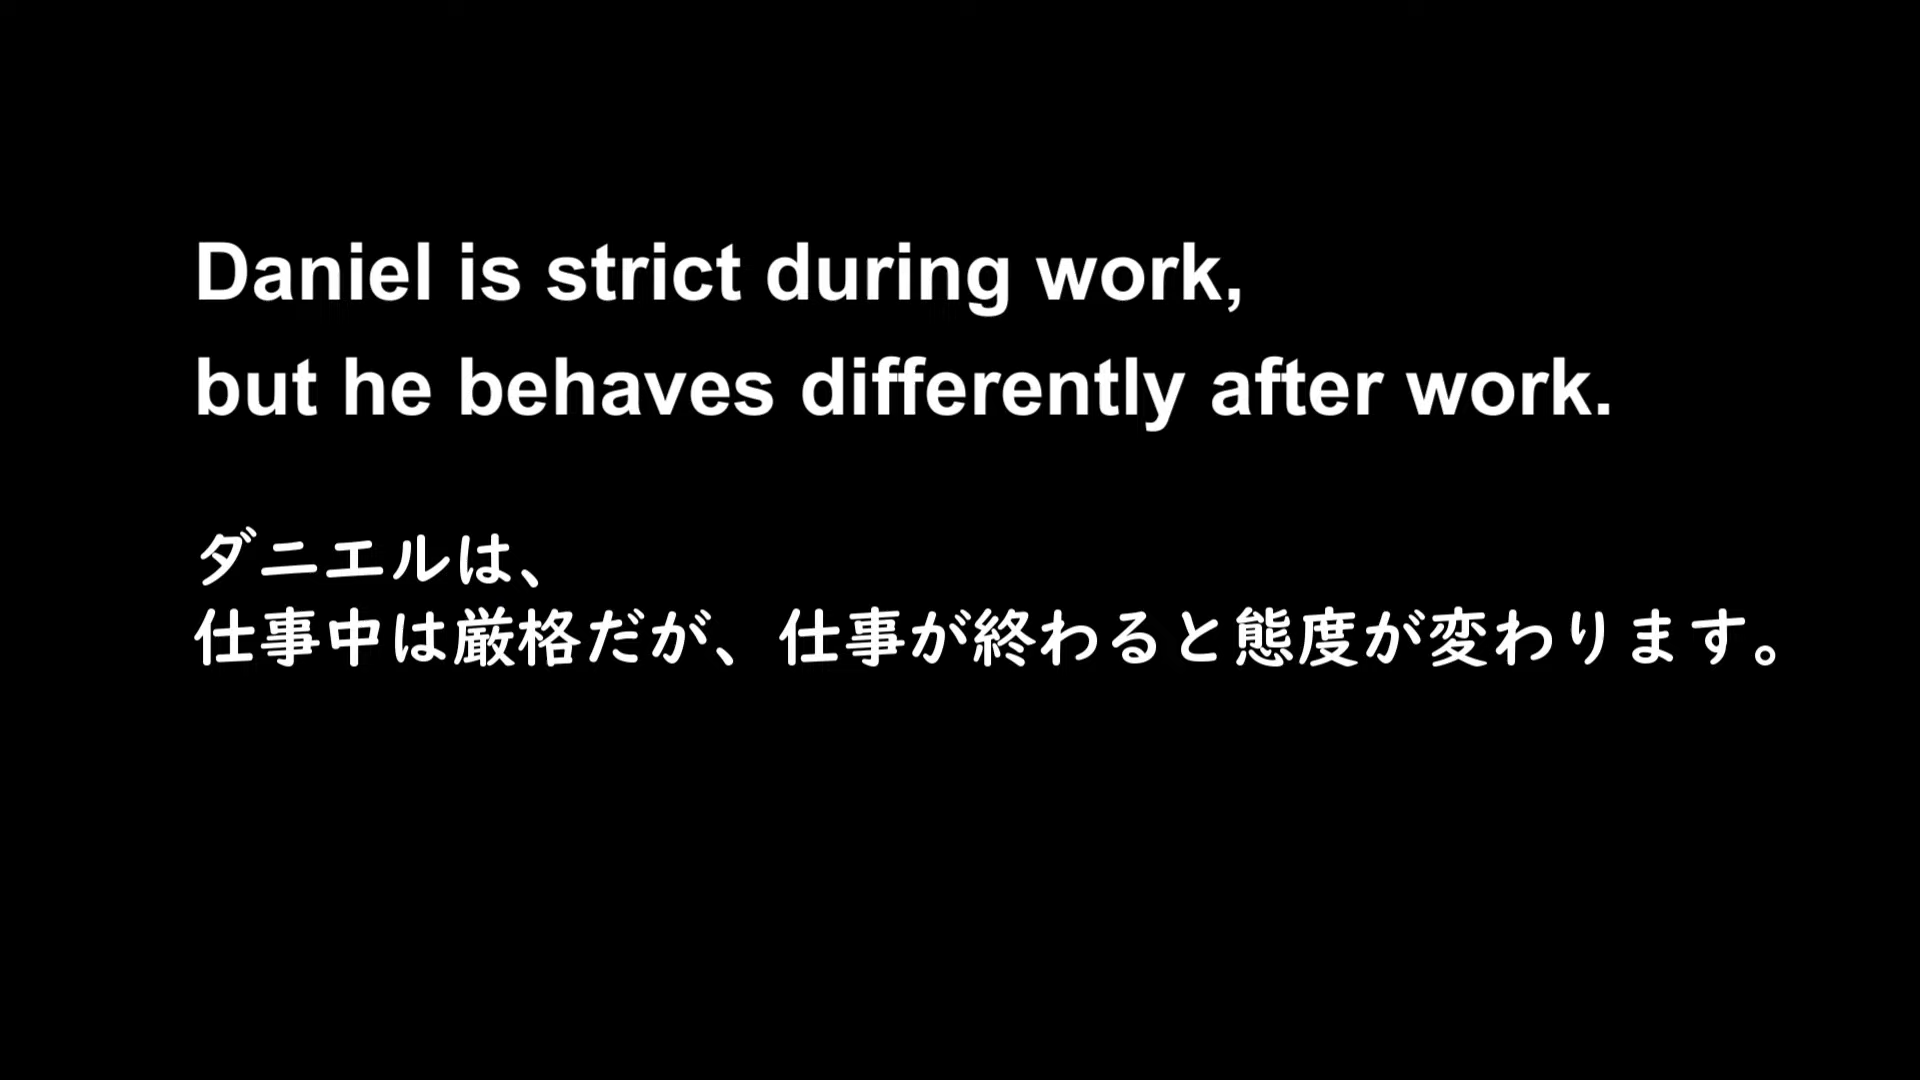 Daniel is strict during work,
but he behaves differently after work.
ダニエルは、
仕事中は厳格だが、仕事が終わると態度が変わります。